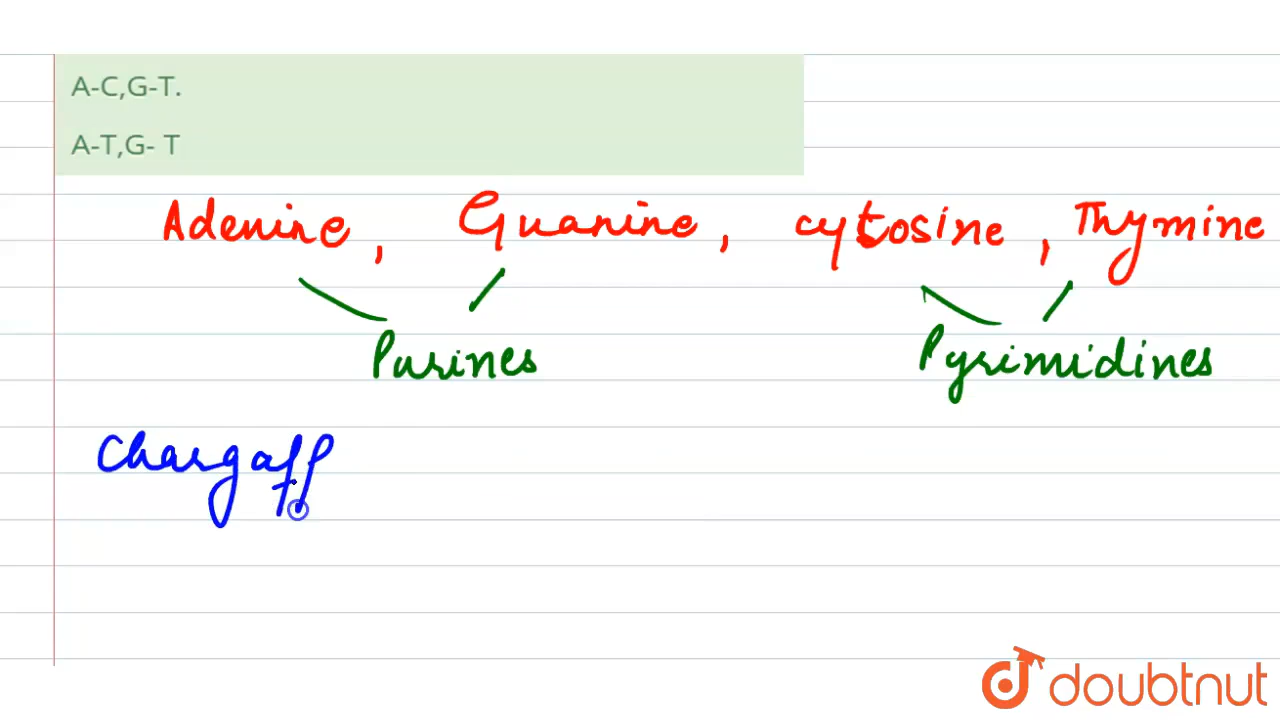 A-C,G-T.
A-T,G- T
Adenine, Guanine, cytosine, Thymine
Purines Pyrimidines
Chargaff
doubtnut